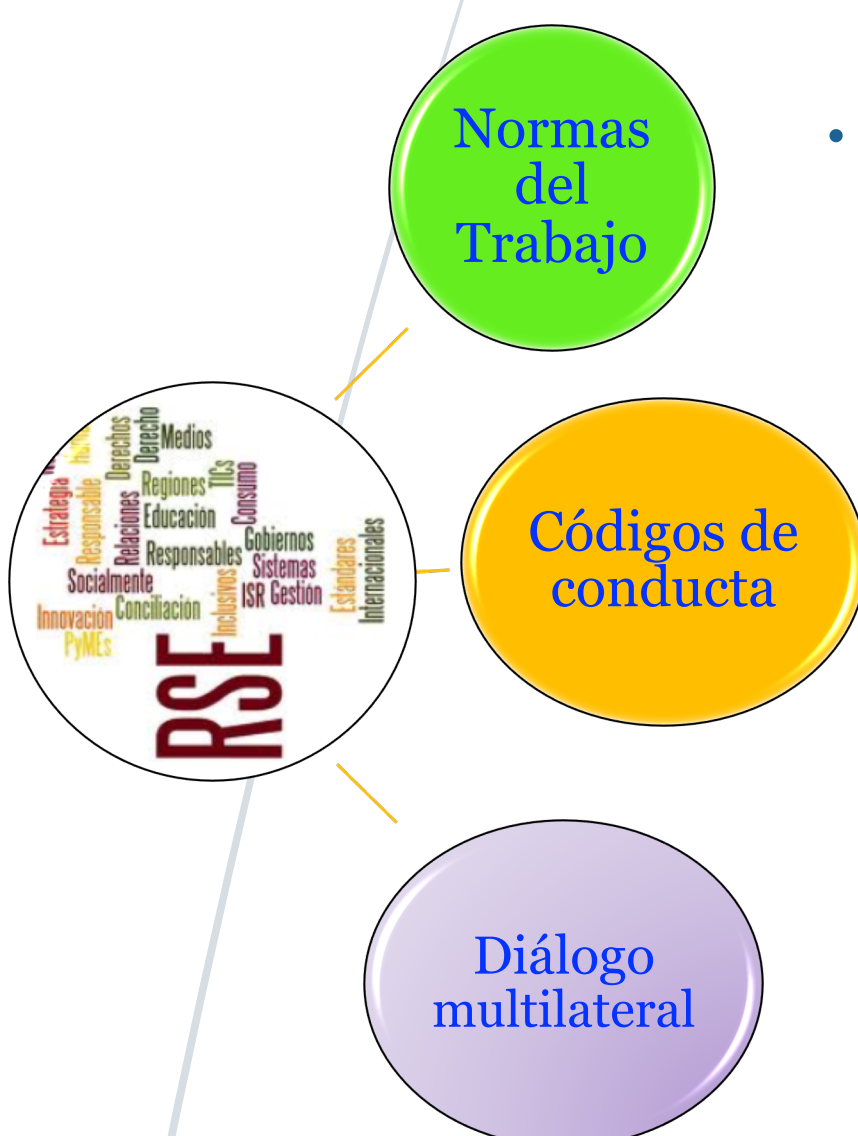 Normas
del
Trabajo
•
Derechos
Derecho
Medios
Estrategia
Responsable
Relaciones
Regiones
TICs
Consumo
Educación
Responsables
Gobiernos
Sistemas
Socialmente
ISR Gestión
Estándares
Internacionales
Innovación
Conciliación
Inclusivos
PyMEs
RSE
Códigos de
conducta
Diálogo
multilateral